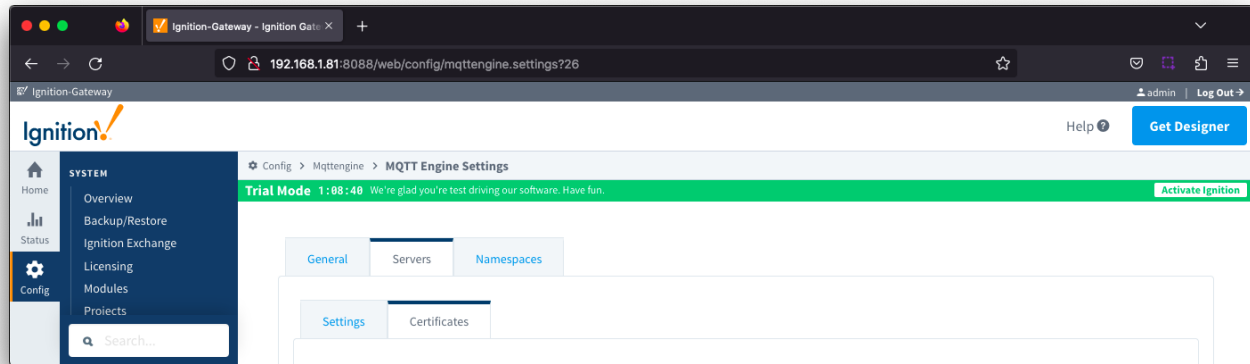 Ignition-Gateway - Ignition Gate
192.168.1.81:8088/web/config/mqttengine.settings?26
Ignition-Gateway
admin | Log Out
Ignition!
Help
Get Designer
Home
Status
Config
SYSTEM
Overview
Backup/Restore
Ignition Exchange
Licensing
Modules
Projects
Search...
Config > Mqttengine > MQTT Engine Settings
Trial Mode 1:08:40 We're glad you're test driving our software. Have fun.
Activate Ignition
General Servers Namespaces
Settings Certificates